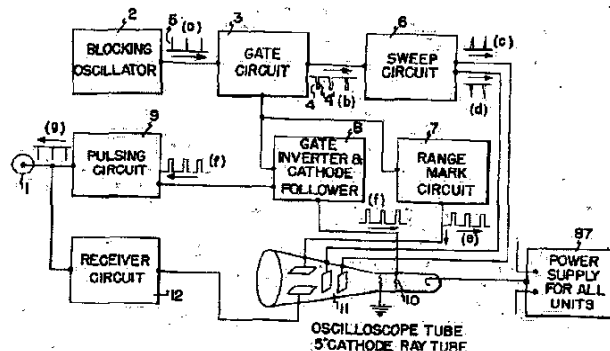 2
BLOCKING
OSCILLATOR
5 (a)
3
GATE
CIRCUIT
4 4 (b)
6
SWEEP
CIRCUIT
(c)
(d)
(g)
1
9
PULSING
CIRCUIT
(f)
8
GATE
INVERTER &
CATHODE
FOLLOWER
7
RANGE
MARK
CIRCUIT
(f)
(e)
RECEIVER
CIRCUIT
12
11
10
87
POWER
SUPPLY
FOR ALL
UNITS
OSCILLOSCOPE TUBE
5" CATHODE RAY TUBE